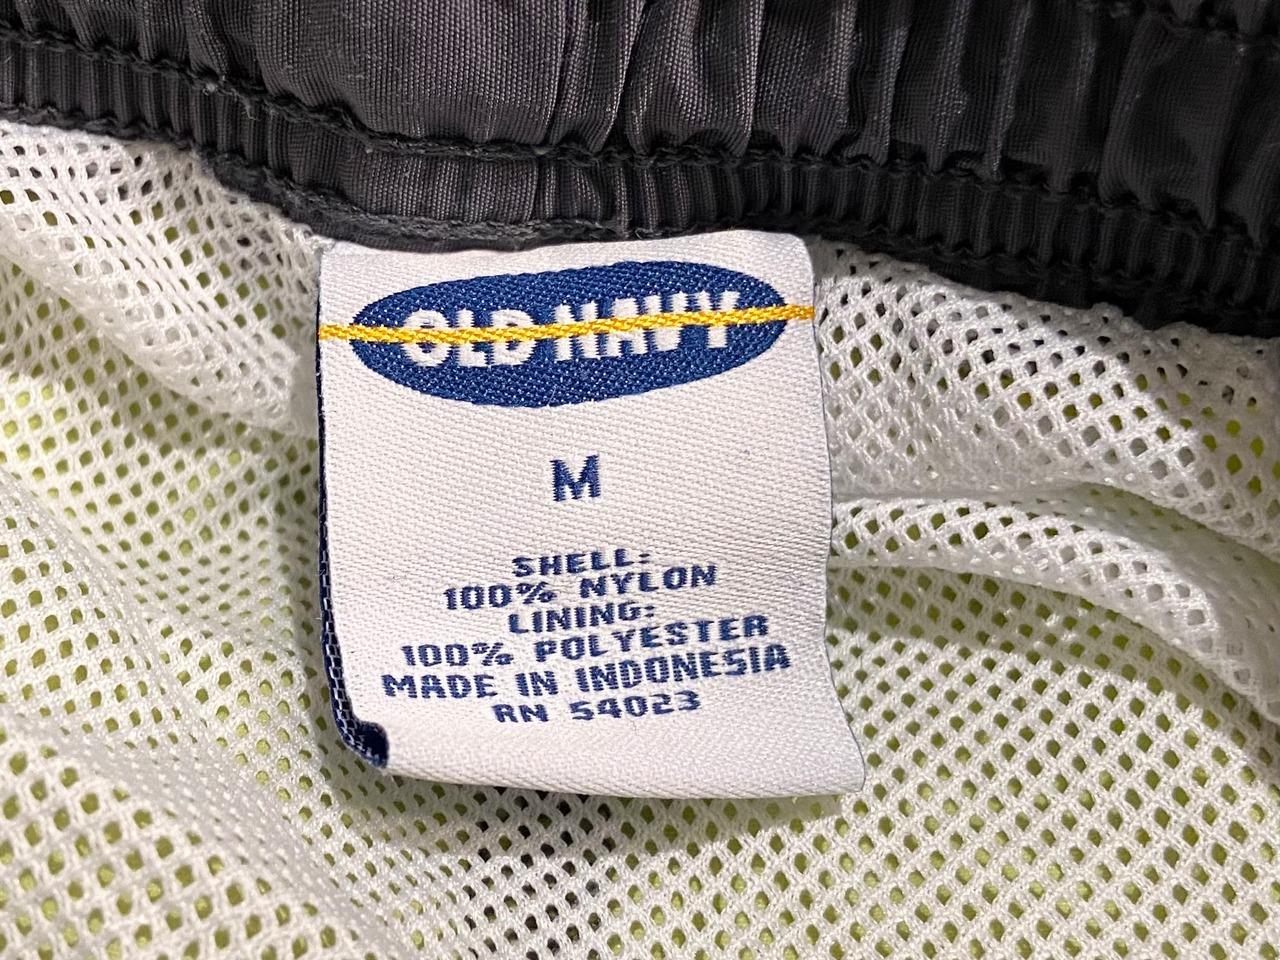 OLD NAVY
M
SHELL:
100% NYLON
LINING:
100% POLYESTER
MADE IN INDONESIA
RN 54023